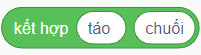 kết hợp táo chuối